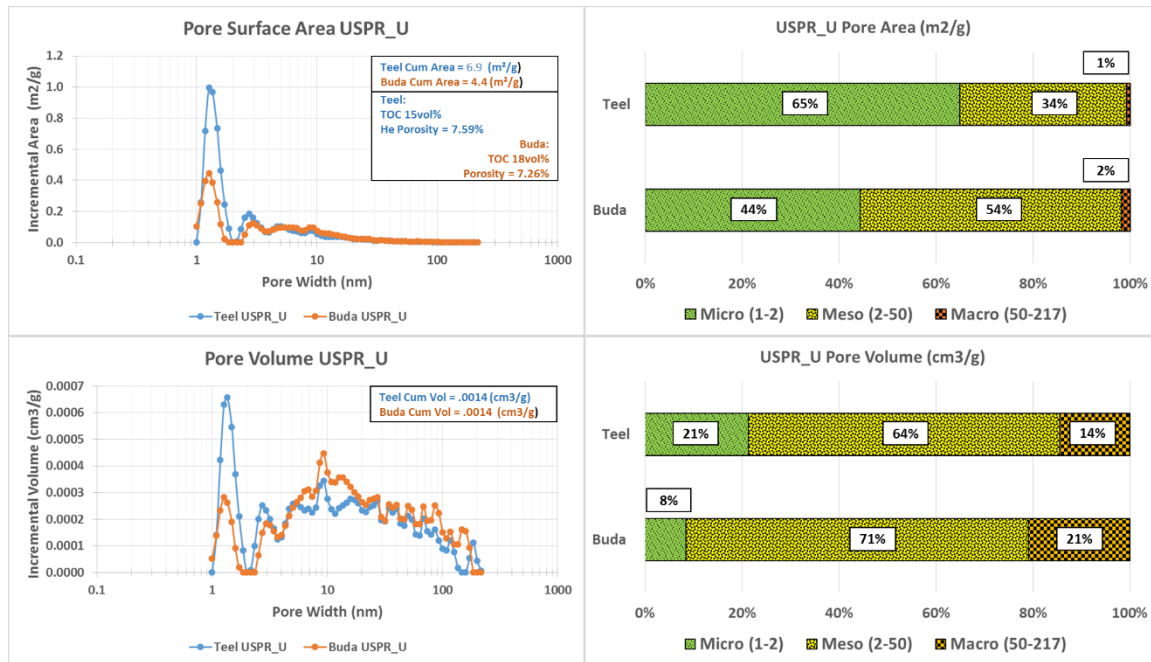 Pore Surface Area USPR_U
Incremental Area (m2/g)
1.2
1.0
0.8
0.6
0.4
0.2
0.0
Teel Cum Area = 6.9 (m²/g)
Buda Cum Area = 4.4 (m²/g)
Teel:
TOC 15vol%
He Porosity = 7.59%
Buda:
TOC 18vol%
Porosity = 7.26%
0.1 1 10 100 1000
Pore Width (nm)
Teel USPR_U Buda USPR_U
USPR_U Pore Area (m2/g)
1%
Teel 65% 34%
2%
Buda 44% 54%
0% 20% 40% 60% 80% 100%
Micro (1-2) Meso (2-50) Macro (50-217)
Pore Volume USPR_U
Incremental Volume (cm3/g)
0.0007
0.0006
0.0005
0.0004
0.0003
0.0002
0.0001
0.0000
Teel Cum Vol = .0014 (cm3/g)
Buda Cum Vol = .0014 (cm3/g)
0.1 1 10 100 1000
Pore Width (nm)
Teel USPR_U Buda USPR_U
USPR_U Pore Volume (cm3/g)
Teel 21% 64% 14%
8%
Buda 71% 21%
0% 20% 40% 60% 80% 100%
Micro (1-2) Meso (2-50) Macro (50-217)